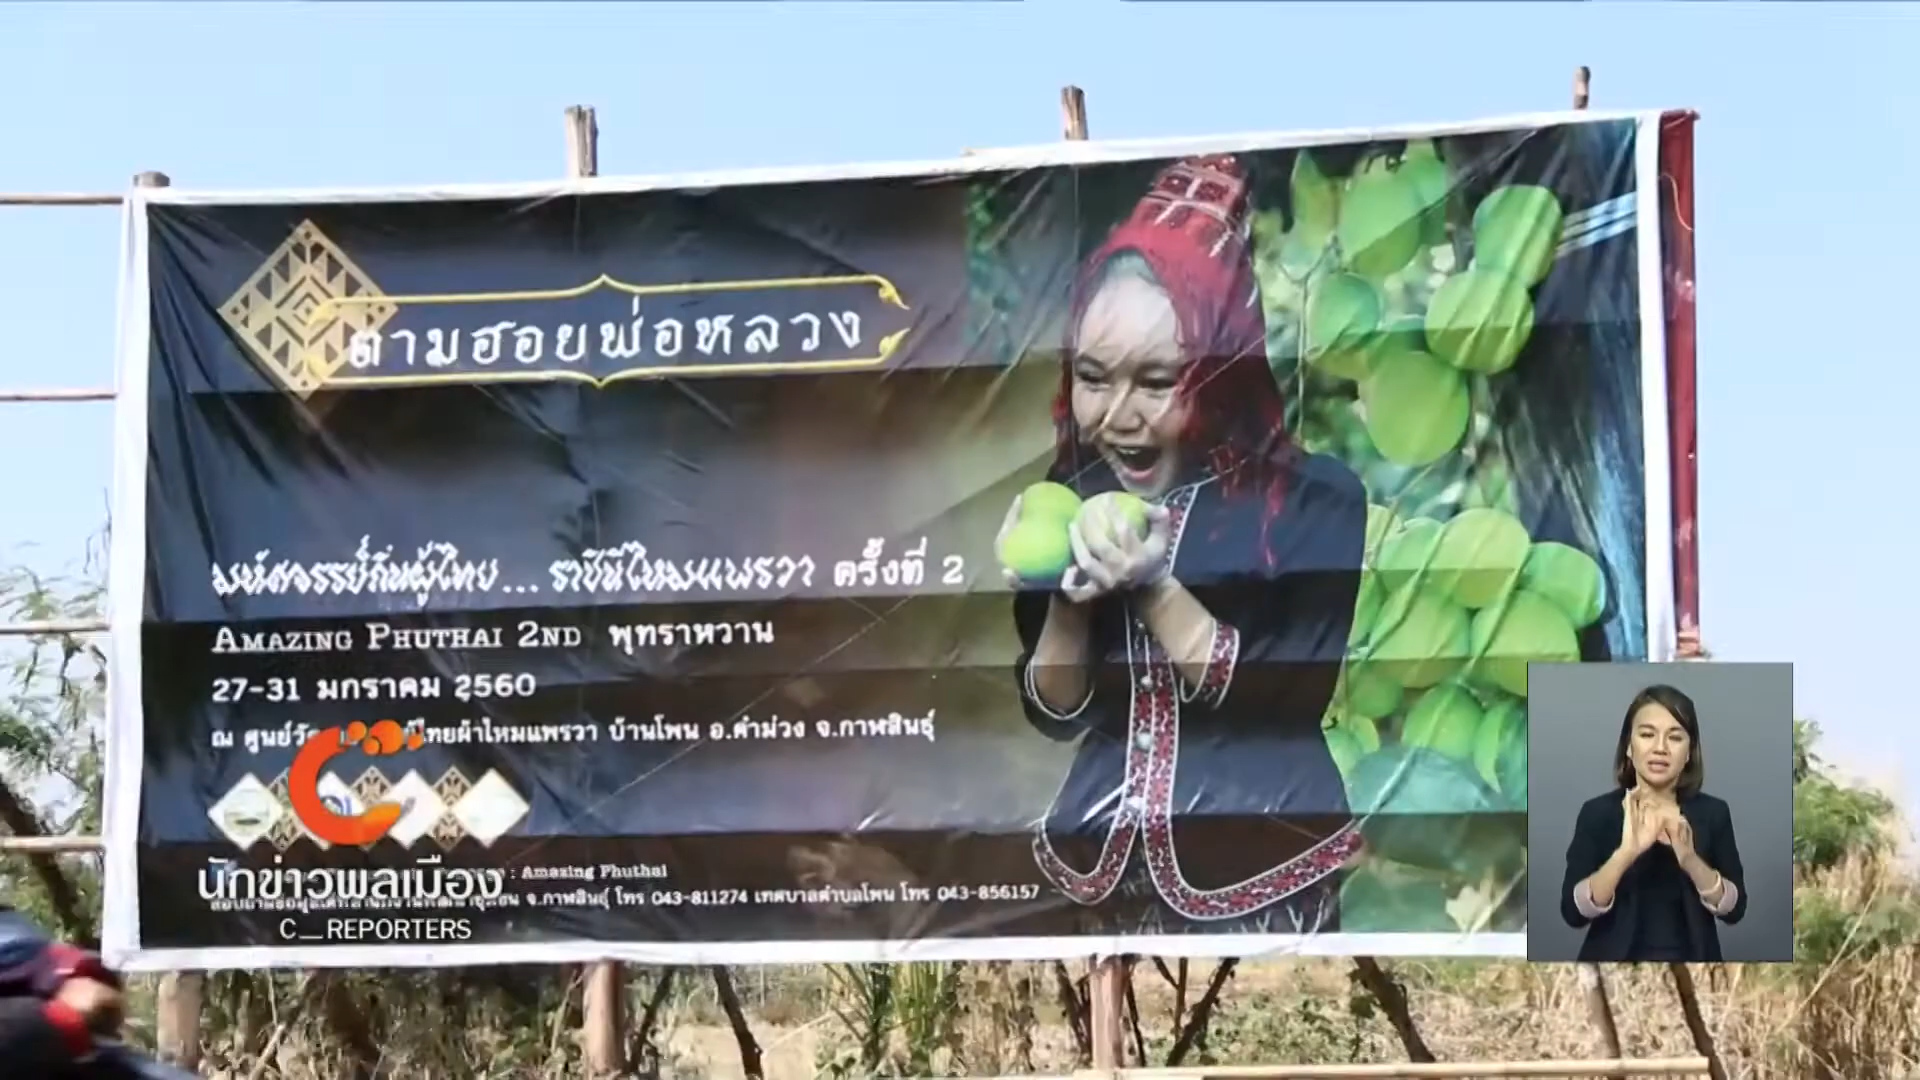 ตามฮอยพ่อหลวง
มหัศจรรย์ถิ่นผู้ไทย... ราชินีไหมแพรวา ครั้งที่ 2
AMAZING PHUTHAI 2ND พุทราหวาน
27-31 มกราคม 2560
ณ ศูนย์วั ไทยผ้าไหมแพรวา บ้านโพน อ.คำม่วง จ.กาฬสินธุ์
: Amazing Phuthai
จ.กาฬสินธุ์ โทร 043-811274 เทศบาลตำบลโพน โทร 043-856157
นักข่าวพลเมือง
C_REPORTERS